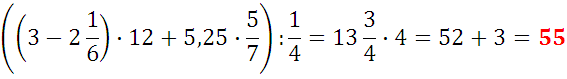 ((3 − 2 1/6) · 12 + 5,25 · 5/7) : 1/4 = 13 3/4 · 4 = 52 + 3 = 55